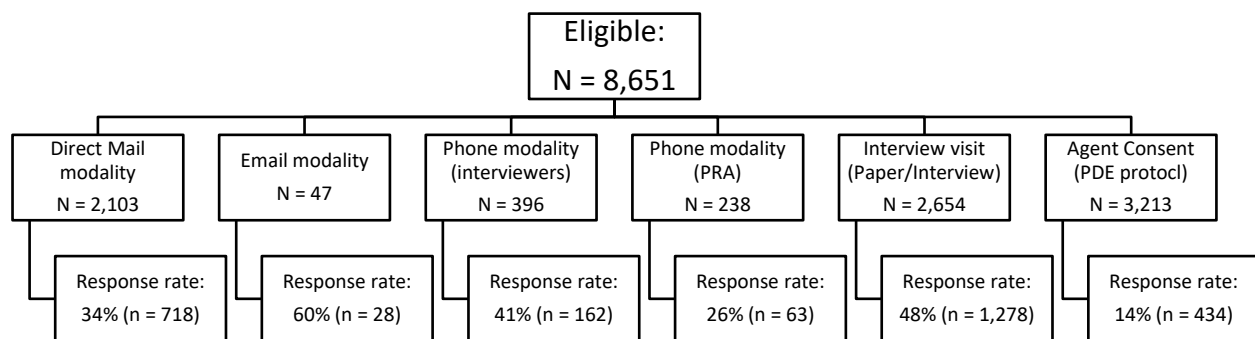 Eligible:
N = 8,651
Direct Mail
modality
N = 2,103
Email modality
N = 47
Phone modality
(interviewers)
N = 396
Phone modality
(PRA)
N = 238
Interview visit
(Paper/Interview)
N = 2,654
Agent Consent
(PDE protocl)
N = 3,213
Response rate:
34% (n = 718)
Response rate:
60% (n = 28)
Response rate:
41% (n = 162)
Response rate:
26% (n = 63)
Response rate:
48% (n = 1,278)
Response rate:
14% (n = 434)